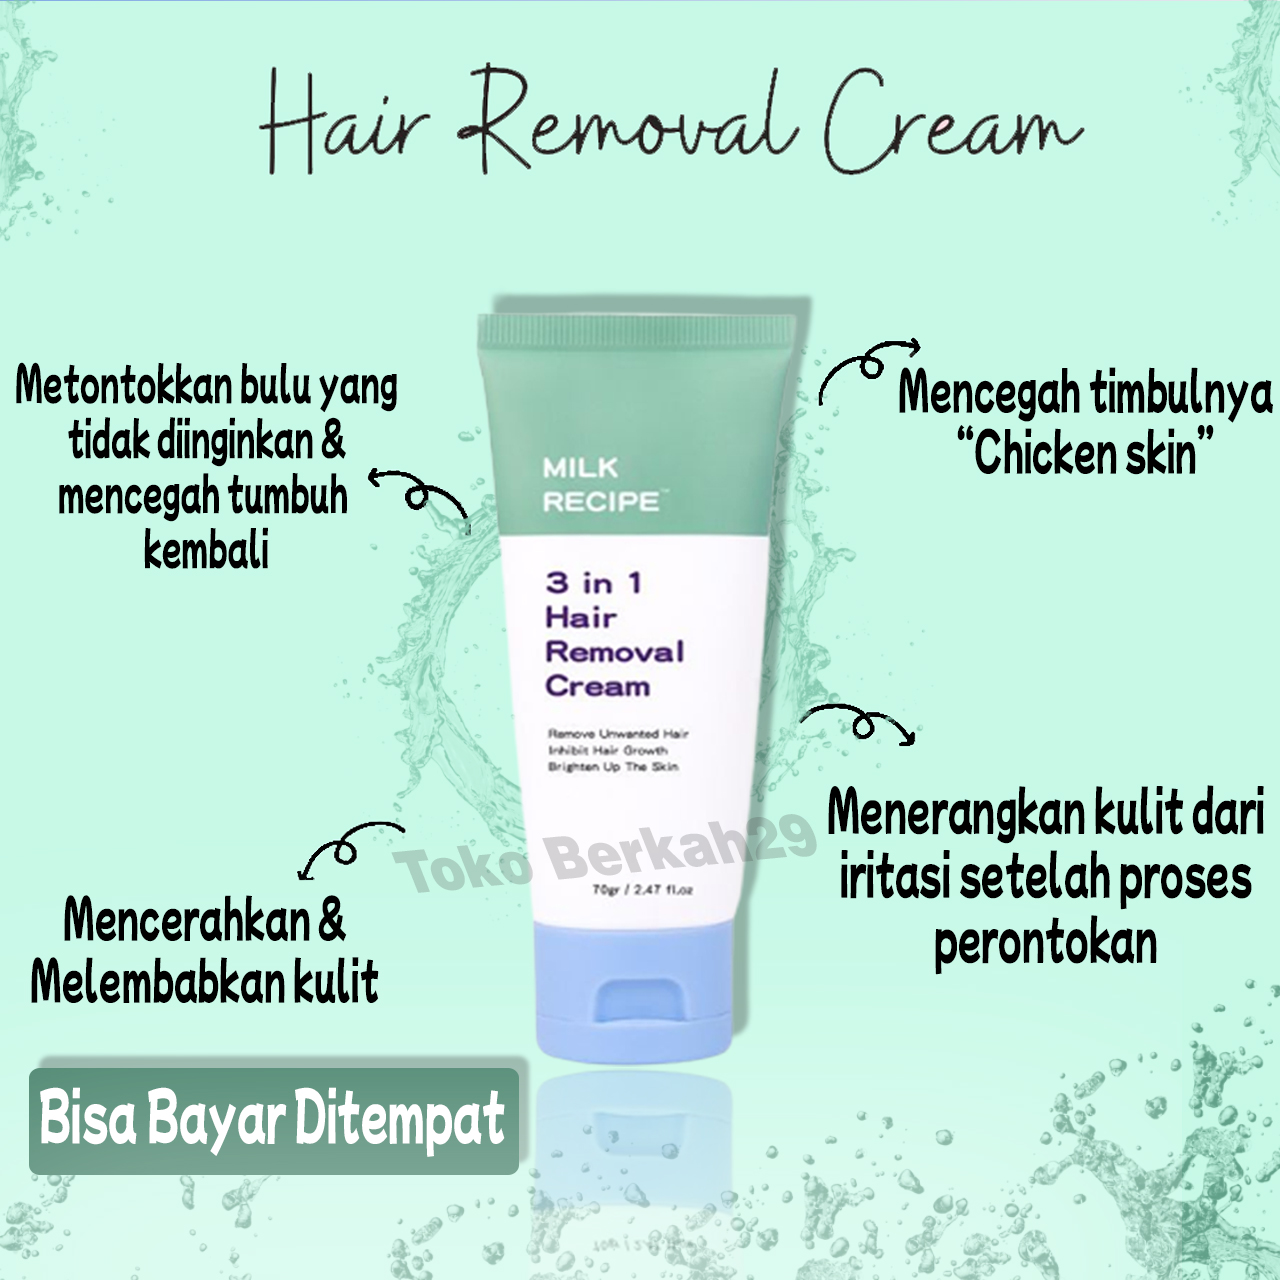 Hair Removal Cream
Metontokkan bulu yang
tidak diinginkan &
mencegah tumbuh
kembali
Mencegah timbulnya
“Chicken skin”
MILK
RECIPE™
3 in 1
Hair
Removal
Cream
Remove Unwanted Hair
Inhibit Hair Growth
Brighten Up The Skin
Toko Berkah29
70gr / 2.47 fl.oz
Menerangkan kulit dari
iritasi setelah proses
perontokan
Mencerahkan &
Melembabkan kulit
Bisa Bayar Ditempat